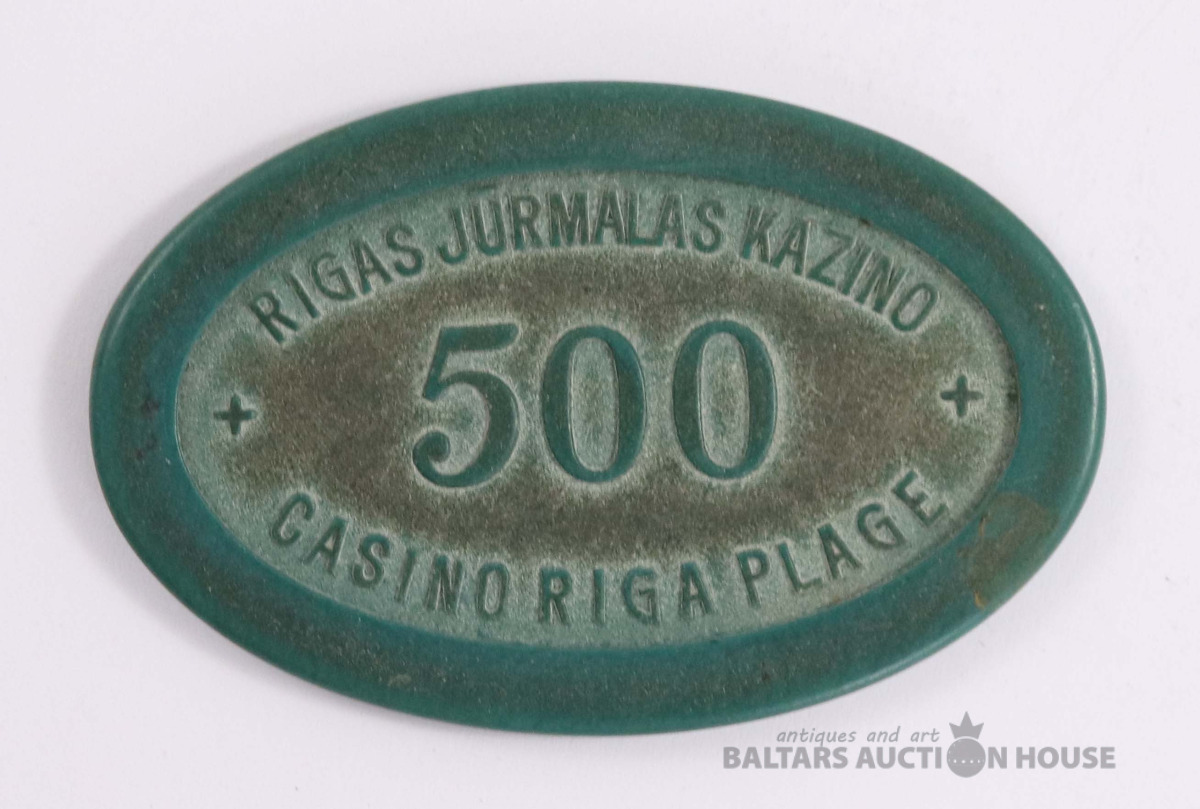 RIGAS JŪRMALAS KAZINO
+ 500 +
CASINO RIGA PLAGE
antiques and art
BALTARS AUCTION HOUSE